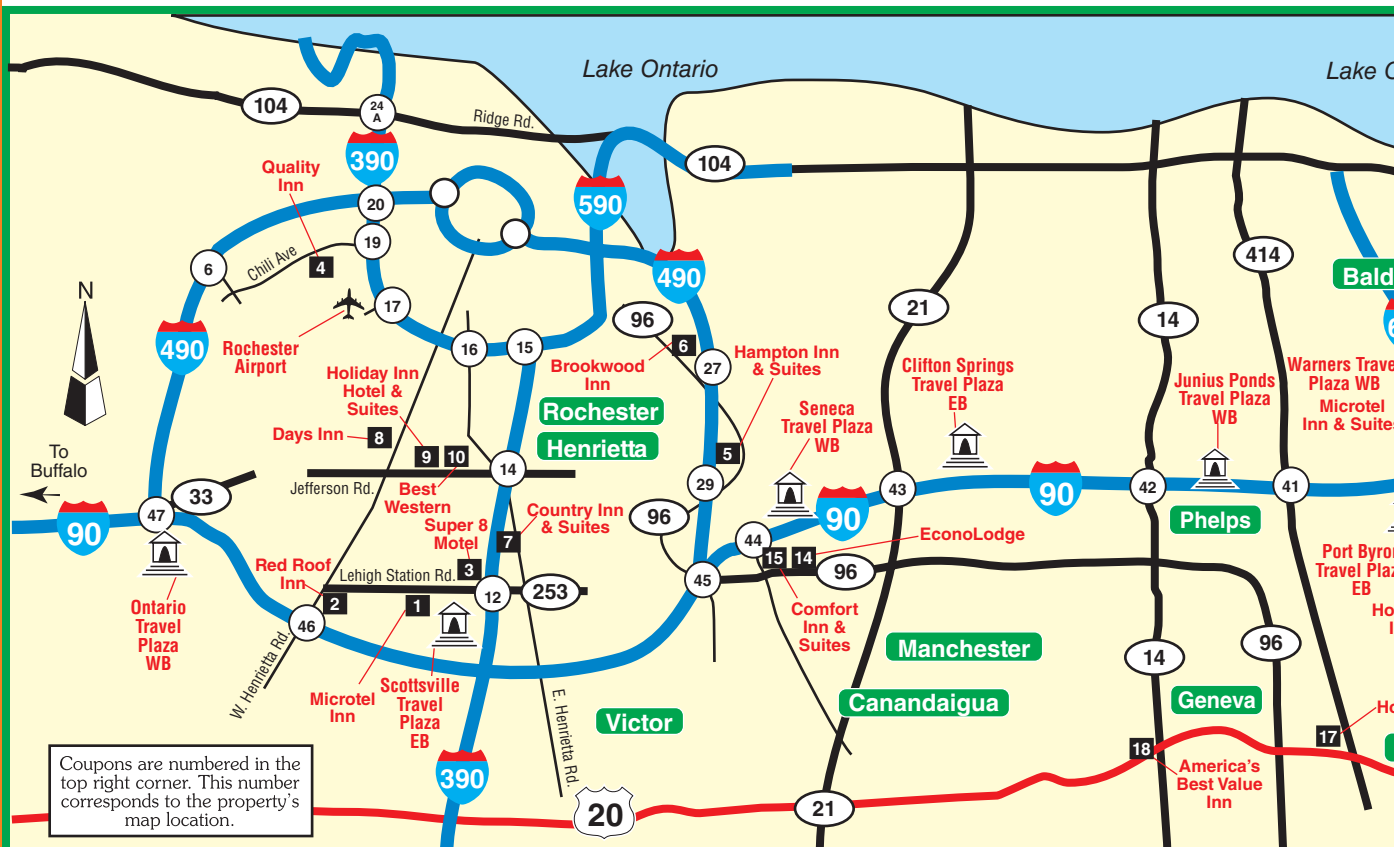 Lake Ontario
Lake O
104
24
A
Ridge Rd.
390
104
Quality
Inn
590
20
19
6
Chili Ave
4
490
414
Bald
N
17
21
14
96
490
Rochester
Airport
16
15
Brookwood
Inn
6
27
Hampton Inn
& Suites
Holiday Inn
Hotel &
Suites
Clifton Springs
Travel Plaza
EB
Junius Ponds
Travel Plaza
WB
Warners Trave
Plaza WB
Microtel
Inn & Suites
Rochester
Henrietta
Seneca
Travel Plaza
WB
Days Inn
8
9
10
5
To
Buffalo
14
Jefferson Rd.
Best
Western
33
47
90
29
43
90
42
41
90
96
Phelps
Super 8
Motel
Country Inn
& Suites
7
44
15
14
EconoLodge
Red Roof
Inn
Lehigh Station Rd.
3
253
12
45
96
Port Byron
Travel Plaza
EB
2
1
46
Ontario
Travel
Plaza
WB
Comfort
Inn &
Suites
Ho
I
W. Henrietta Rd.
Manchester
14
96
Microtel
Inn
Scottsville
Travel
Plaza
EB
E. Henrietta Rd.
Canandaigua
Geneva
Victor
Ho
17
18
390
America's
Best Value
Inn
Coupons are numbered in the
top right corner. This number
corresponds to the property's
map location.
20
21